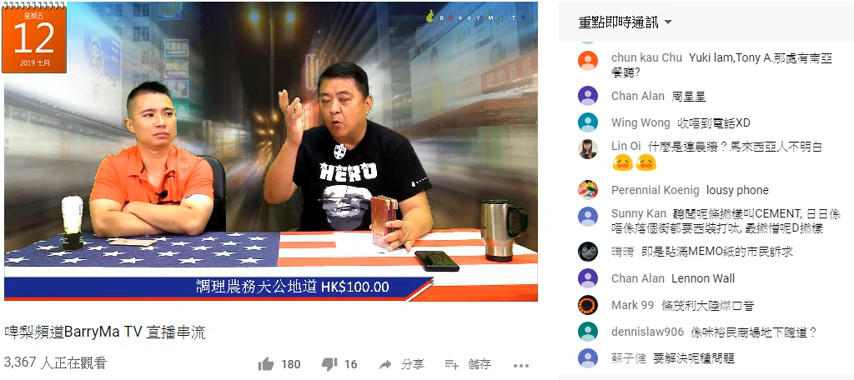 星期五
12
2019 七月
BARRYMATV
HERO
調理農務天公地道 HK$100.00
啤梨頻道BarryMa TV 直播串流
3,367 人正在觀看
180
16
分享
儲存
重點即時通訊
chun kau Chu Yuki lam,Tony A.那處有南亞
餐廳?
Chan Alan 周星星
Wing Wong 收唔到電話XD
Lin Oi 什麼是連農牆？馬來西亞人不明白
😩😩
Perennial Koenig lousy phone
Sunny Kan 聽聞呢條撚樣叫CEMENT, 日日係
唔係落個街都要西裝打呔, 最撚憎呢D撚樣
晴晴 即是貼滿MEMO紙的市民訴求
Chan Alan Lennon Wall
Mark 99 條茂利大陸傑口音
dennislaw906 係咪裕民商場地下隧道？
蘇子健 要解決呢種問題